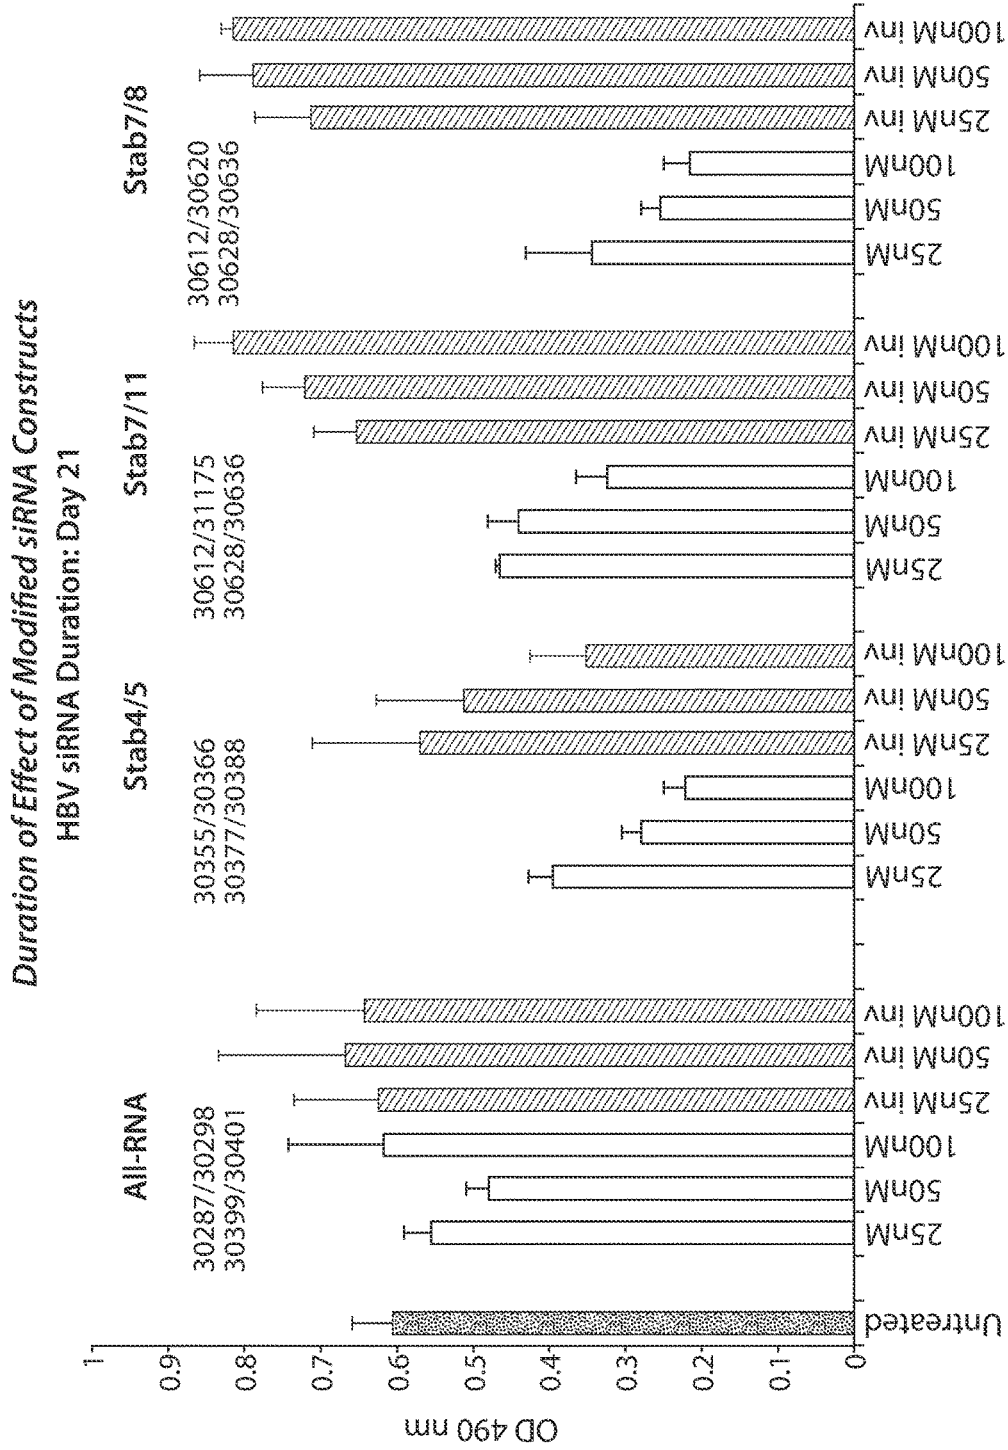 Duration of Effect of Modified siRNA Constructs
HBV siRNA Duration: Day 21
All-RNA
30287/30298
30399/30401
Stab4/5
30355/30366
30377/30388
Stab7/11
30612/31175
30628/30636
Stab7/8
30612/30620
30628/30636
OD 490 nm
1
0.9
0.8
0.7
0.6
0.5
0.4
0.3
0.2
0.1
0
Untreated
25nM
50nM
100nM
25nM inv
50nM inv
100nM inv
25nM
50nM
100nM
25nM inv
50nM inv
100nM inv
25nM
50nM
100nM
25nM inv
50nM inv
100nM inv
25nM
50nM
100nM
25nM inv
50nM inv
100nM inv